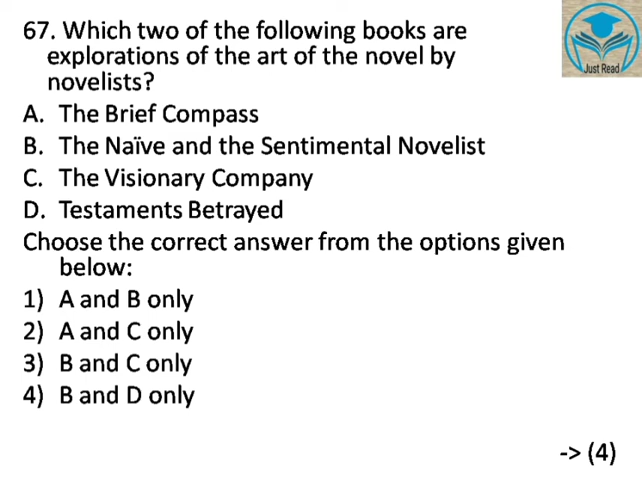 67. Which two of the following books are
explorations of the art of the novel by
novelists?
A. The Brief Compass
B. The Naïve and the Sentimental Novelist
C. The Visionary Company
D. Testaments Betrayed
Choose the correct answer from the options given
below:
1) A and B only
2) A and C only
3) B and C only
4) B and D only
-> (4)
Just Read